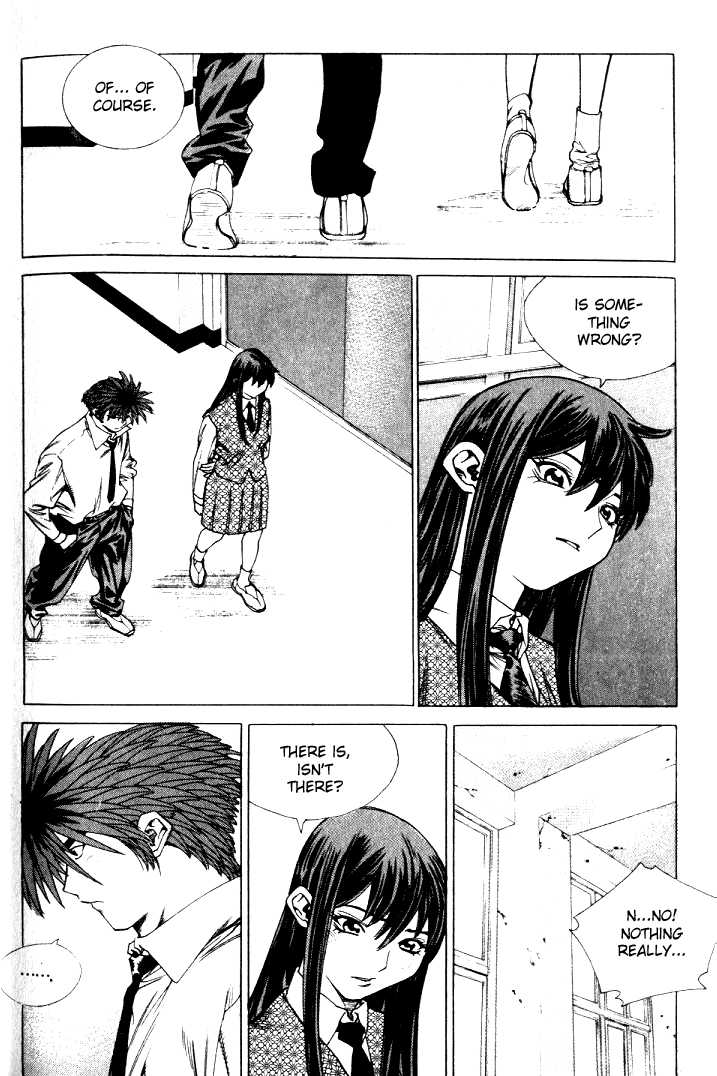 OF... OF
COURSE.
IS SOME-
THING
WRONG?
......
THERE IS,
ISN'T
THERE?
N...NO!
NOTHING
REALLY...